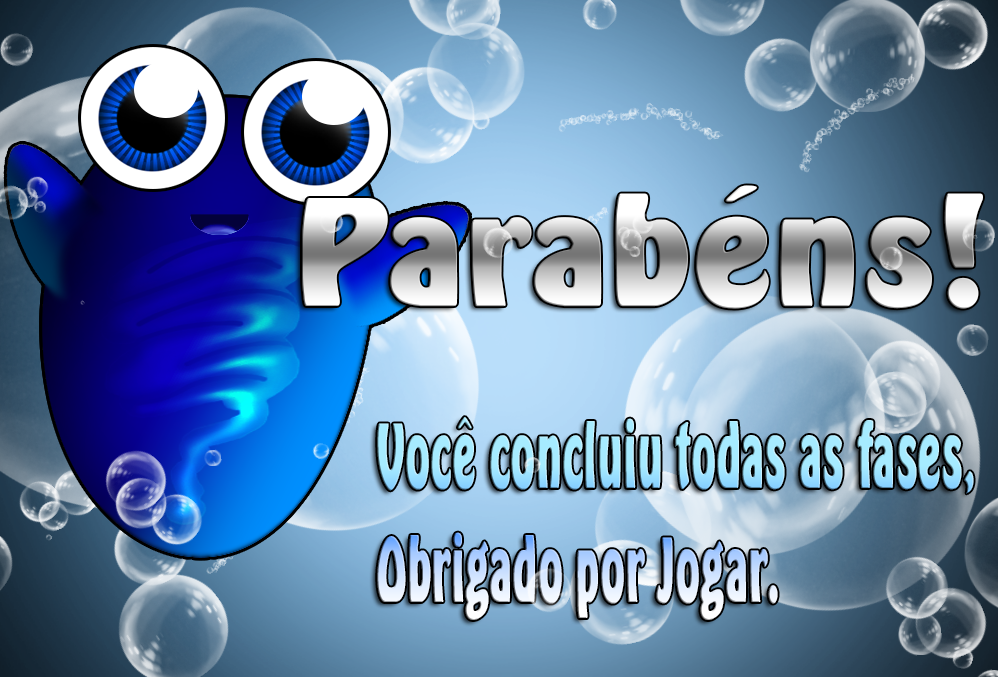 Parabéns!
Você concluiu todas as fases,
Obrigado por Jogar.